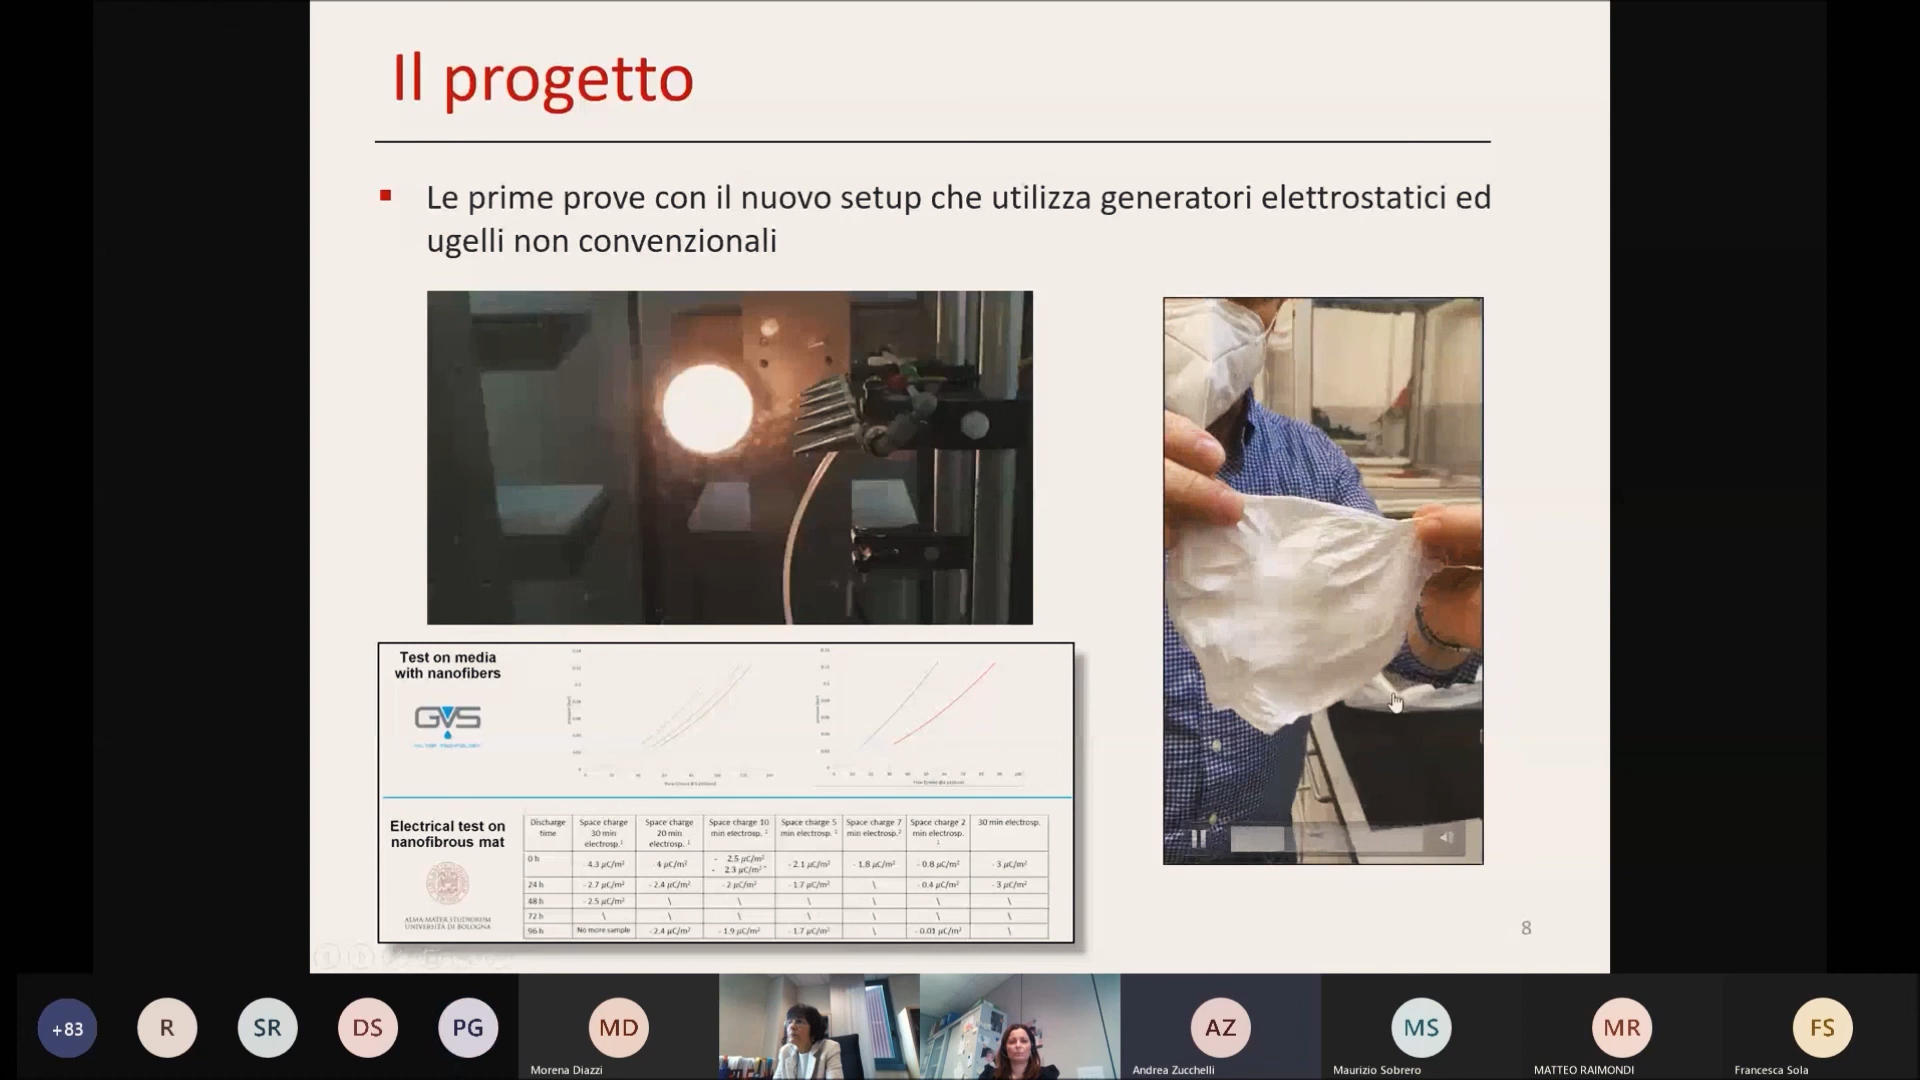 Il progetto
Le prime prove con il nuovo setup che utilizza generatori elettrostatici ed
ugelli non convenzionali
Test on media
with nanofibers
GVS
Electrical test on
nanofibrous mat
ALMA MATER STUDIORUM
UNIVERSITÀ DI BOLOGNA
Discharge time | Space charge 30 min electrosp.¹ | Space charge 20 min electrosp.¹ | Space charge 10 min electrosp.² | Space charge 5 min electrosp.¹ | Space charge 7 min electrosp.² | Space charge 2 min electrosp.¹ | 30 min electrosp.
0 h | - 4.3 μC/m² | - 4 μC/m² | - 2.5 μC/m² - 2.3 μC/m² | - 2.1 μC/m² | - 1.8 μC/m² | - 0.8 μC/m² | - 3 μC/m²
24 h | - 2.7 μC/m² | - 2.4 μC/m² | - 2 μC/m² | - 1.7 μC/m² | \ | - 0.4 μC/m² | - 3 μC/m²
48 h | - 2.5 μC/m² | \ | \ | \ | \ | \ | \
72 h | \ | \ | \ | \ | \ | \ | \
96 h | No more sample | - 2.4 μC/m² | - 1.9 μC/m² | - 1.7 μC/m² | \ | - 0.01 μC/m² | \
8
+83
R
SR
DS
PG
MD
Morena Diazzi
AZ
Andrea Zucchelli
MS
Maurizio Sobrero
MR
MATTEO RAIMONDI
FS
Francesca Sola